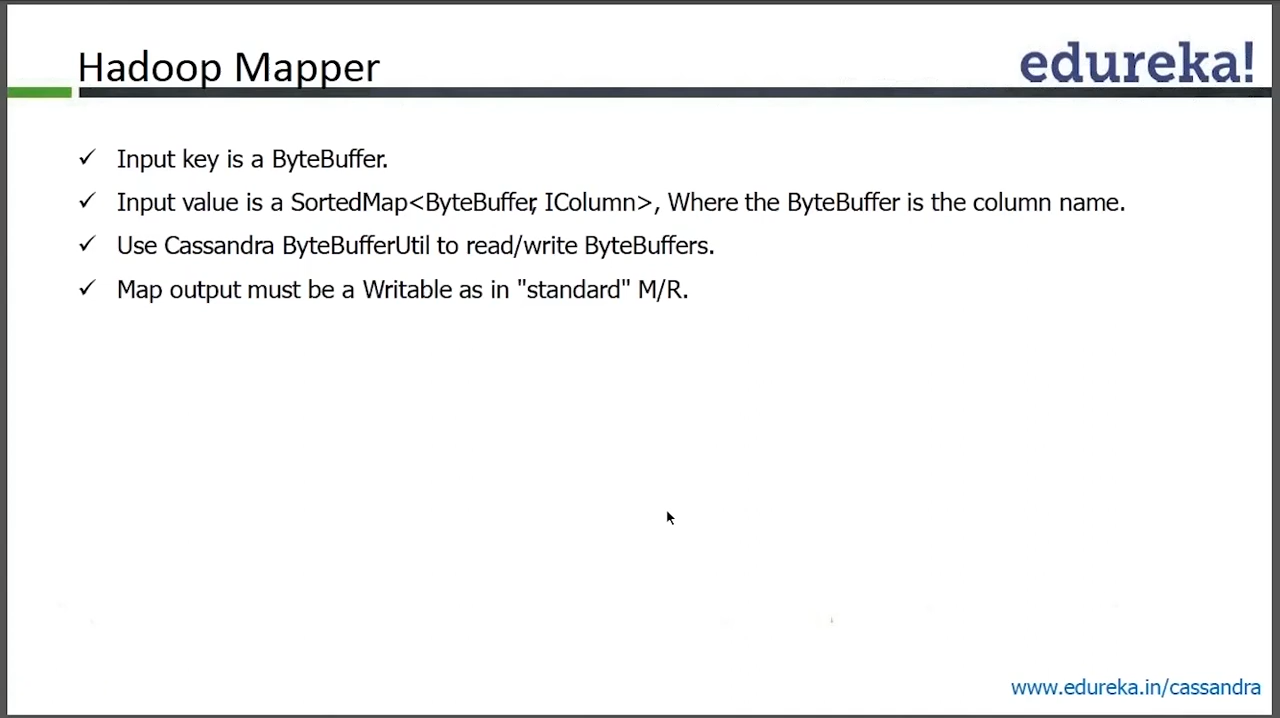 Hadoop Mapper
edureka!
✓ Input key is a ByteBuffer.
✓ Input value is a SortedMap<ByteBuffer, IColumn>, Where the ByteBuffer is the column name.
✓ Use Cassandra ByteBufferUtil to read/write ByteBuffers.
✓ Map output must be a Writable as in "standard" M/R.
www.edureka.in/cassandra